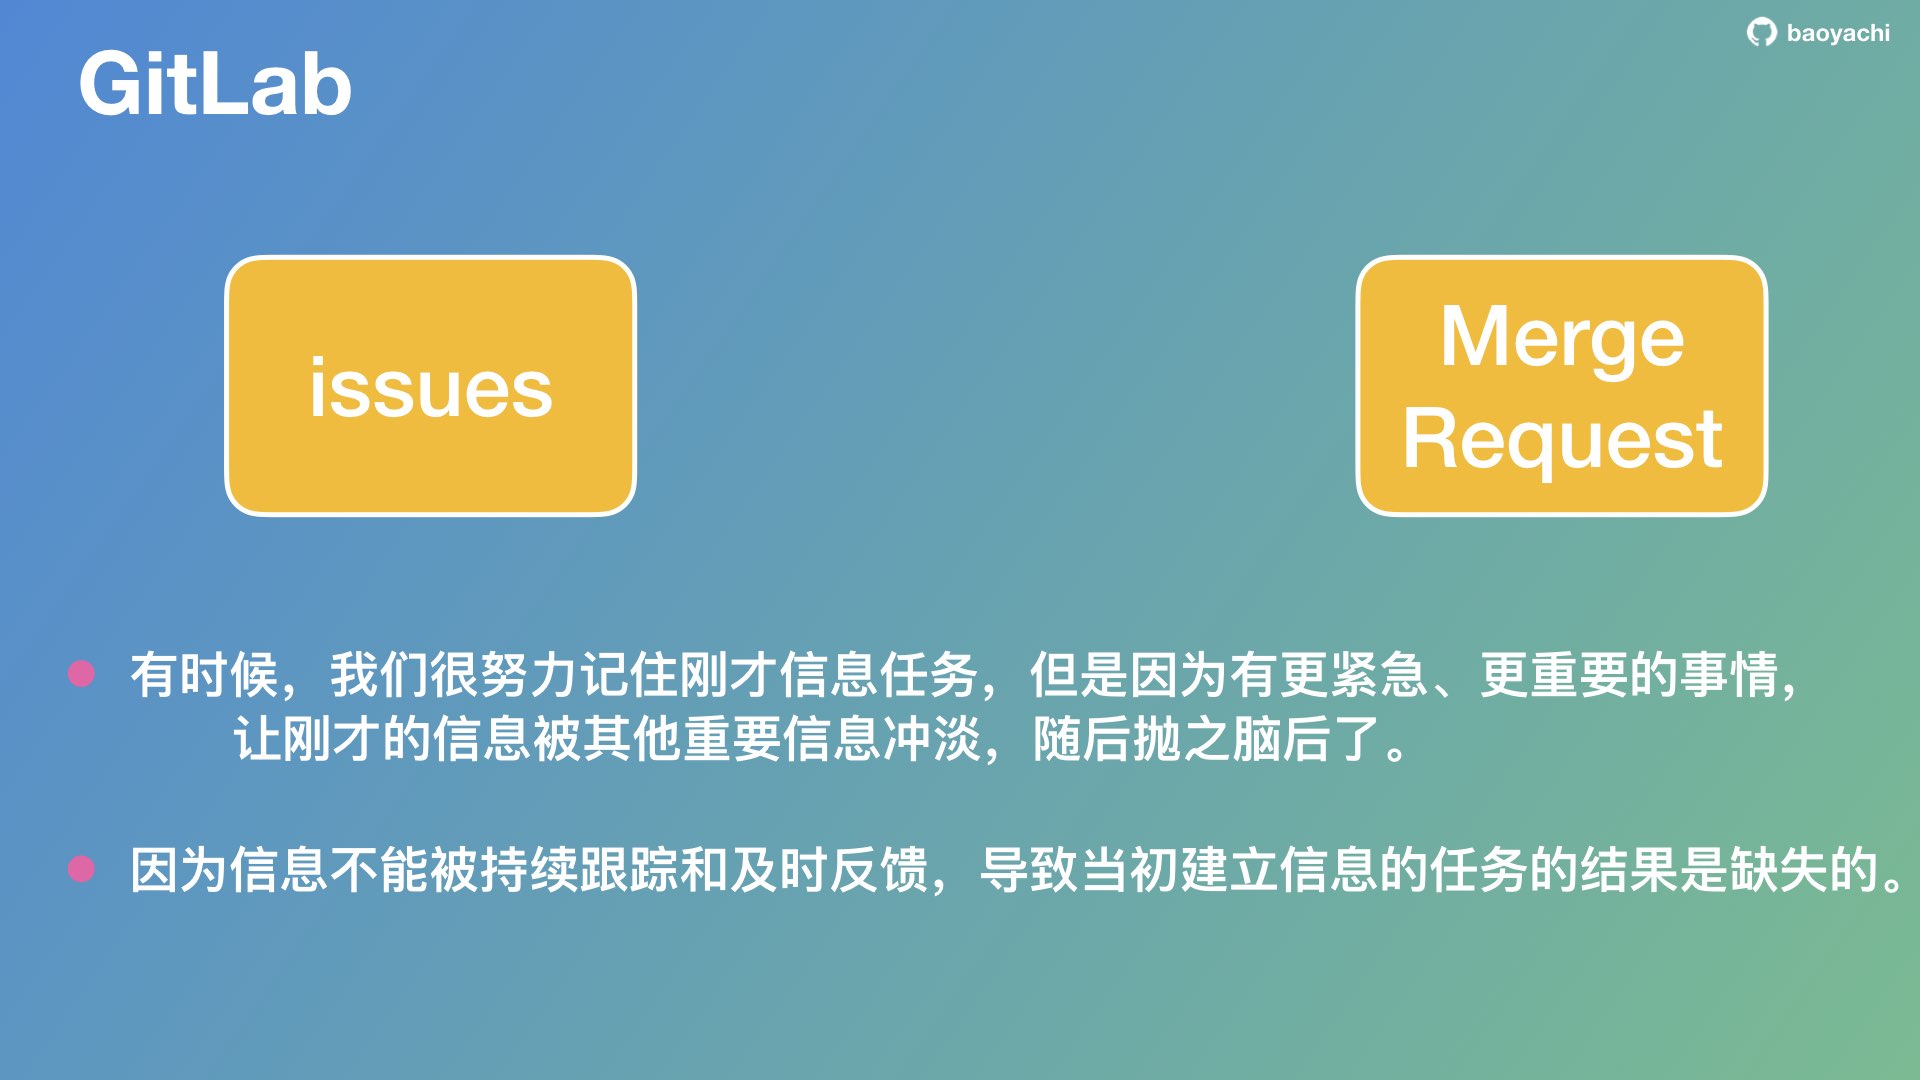 GitLab
baoyachi
issues
Merge
Request
有时候，我们很努力记住刚才信息任务，但是因为有更紧急、更重要的事情，
让刚才的信息被其他重要信息冲淡，随后抛之脑后了。
因为信息不能被持续跟踪和及时反馈，导致当初建立信息的任务的结果是缺失的。